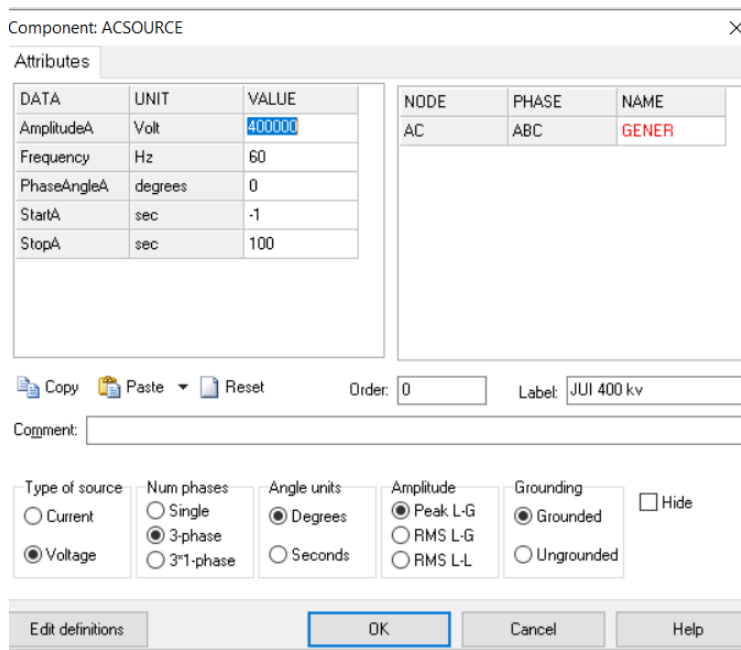 Component: ACSOURCE
Attributes
DATA UNIT VALUE
AmplitudeA Volt 400000
Frequency Hz 60
PhaseAngleA degrees 0
StartA sec -1
StopA sec 100
NODE PHASE NAME
AC ABC GENER
Copy Paste Reset Order: 0 Label: JUI 400 kv
Comment:
Type of source Num phases Angle units Amplitude Grounding
Current Single Degrees Peak L-G Grounded Hide
3-phase RMS L-G
Voltage 3*1-phase Seconds RMS L-L Ungrounded
Edit definitions OK Cancel Help